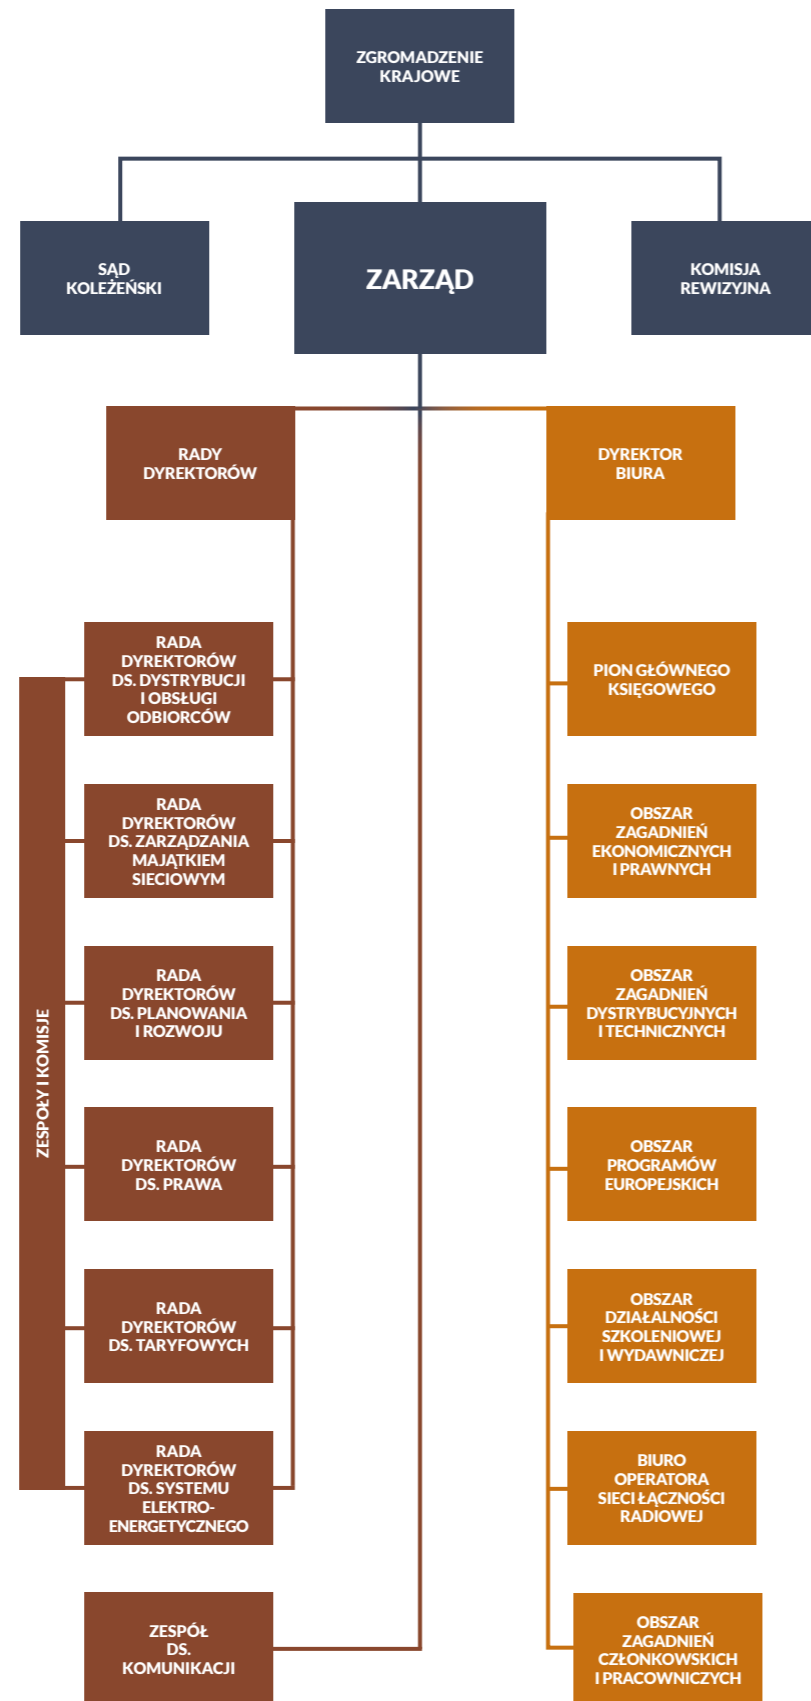 ZGROMADZENIE
KRAJOWE
SĄD
KOLEŻEŃSKI
ZARZĄD
KOMISJA
REWIZYJNA
RADY
DYREKTORÓW
DYREKTOR
BIURA
ZESPOŁY I KOMISJE
RADA
DYREKTORÓW
DS. DYSTRYBUCJI
I OBSŁUGI
ODBIORCÓW
RADA
DYREKTORÓW
DS. ZARZĄDZANIA
MAJĄTKIEM
SIECIOWYM
RADA
DYREKTORÓW
DS. PLANOWANIA
I ROZWOJU
RADA
DYREKTORÓW
DS. PRAWA
RADA
DYREKTORÓW
DS. TARYFOWYCH
RADA
DYREKTORÓW
DS. SYSTEMU
ELEKTRO-
ENERGETYCZNEGO
ZESPÓŁ
DS.
KOMUNIKACJI
PION GŁÓWNEGO
KSIĘGOWEGO
OBSZAR
ZAGADNIEŃ
EKONOMICZNYCH
I PRAWNYCH
OBSZAR
ZAGADNIEŃ
DYSTRYBUCYJNYCH
I TECHNICZNYCH
OBSZAR
PROGRAMÓW
EUROPEJSKICH
OBSZAR
DZIAŁALNOŚCI
SZKOLENIOWEJ
I WYDAWNICZEJ
BIURO
OPERATORA
SIECI ŁĄCZNOŚCI
RADIOWEJ
OBSZAR
ZAGADNIEŃ
CZŁONKOWSKICH
I PRACOWNICZYCH